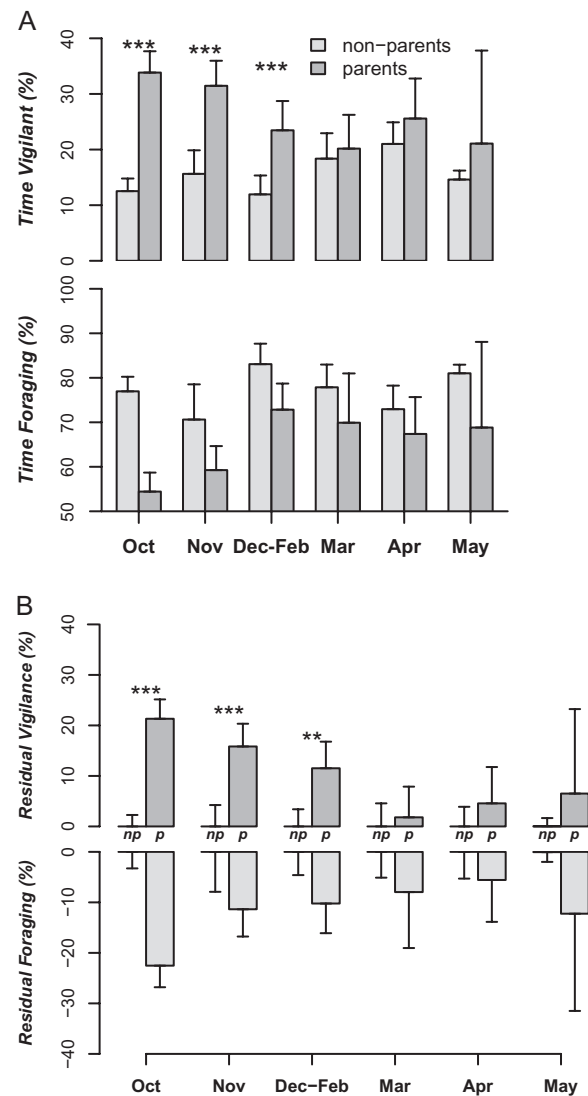 A
Time Vigilant (%)
40
30
20
10
0
***
***
***
non-parents
parents
Time Foraging (%)
100
90
80
70
60
50
Oct Nov Dec-Feb Mar Apr May
B
Residual Vigilance (%)
40
30
20
10
0
***
***
**
np p np p np p np p np p np p
Residual Foraging (%)
0
−10
−20
−30
−40
Oct Nov Dec−Feb Mar Apr May